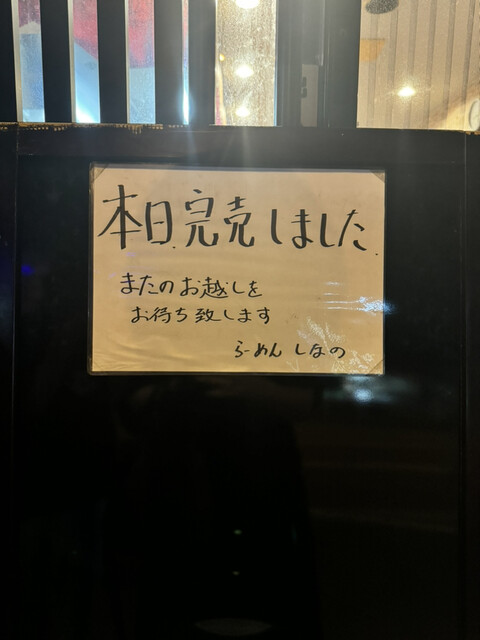 本日完売しました
またのお越しを
お待ち致します
らーめん しなの